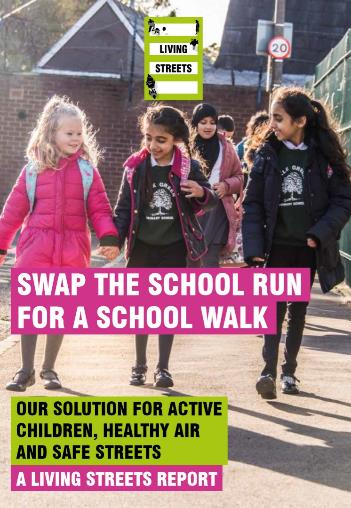 LIVING
STREETS
20
SWAP THE SCHOOL RUN
FOR A SCHOOL WALK
OUR SOLUTION FOR ACTIVE
CHILDREN, HEALTHY AIR
AND SAFE STREETS
A LIVING STREETS REPORT